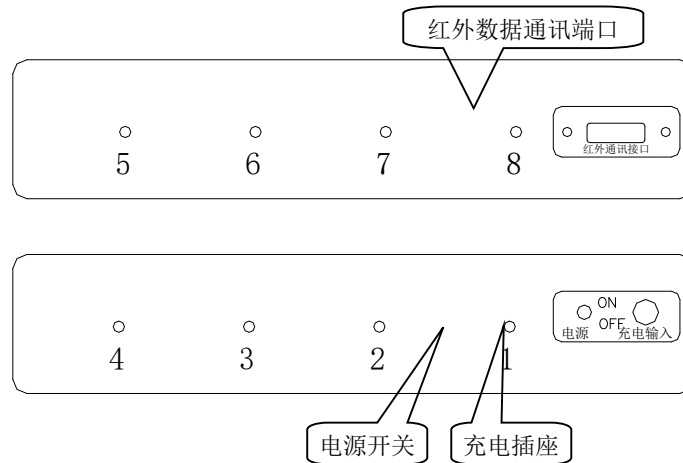 红外数据通讯端口
5 6 7 8
红外通讯接口
4 3 2 1
ON
OFF
电源 充电输入
电源开关 充电插座